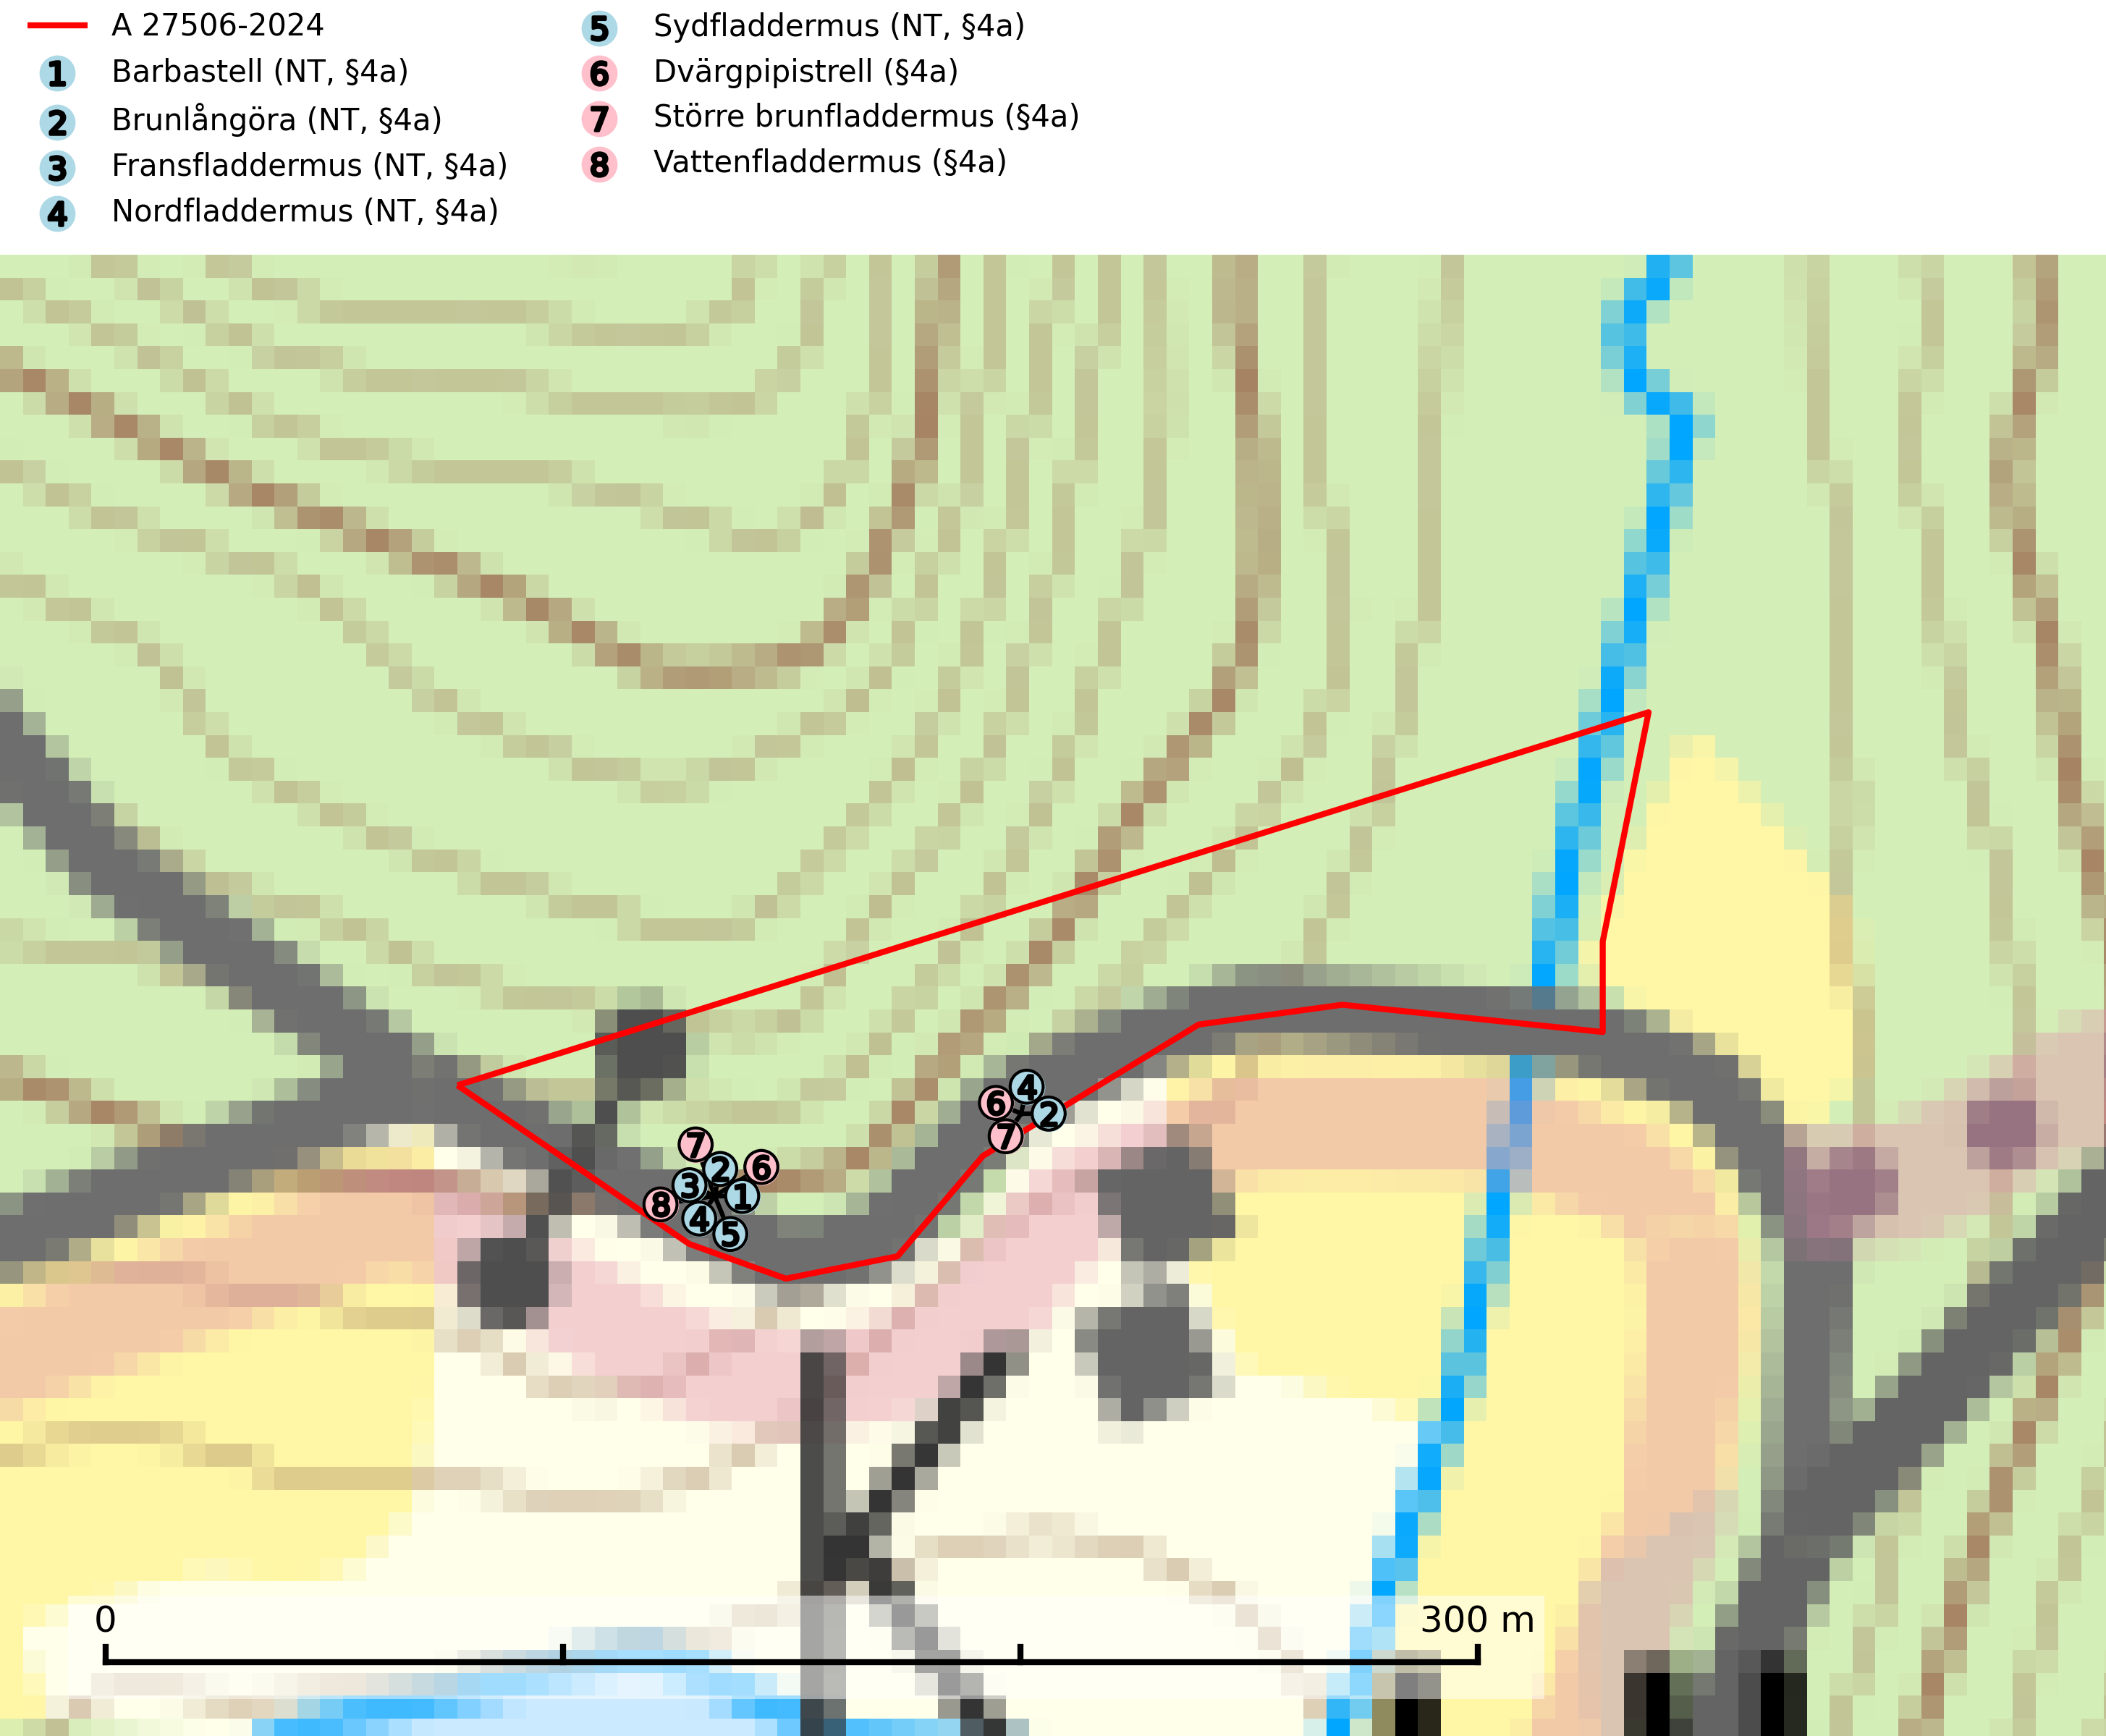 A 27506-2024
1 Barbastell (NT, §4a)
2 Brunlångöra (NT, §4a)
3 Fransfladdermus (NT, §4a)
4 Nordfladdermus (NT, §4a)
5 Sydfladdermus (NT, §4a)
6 Dvärgpipistrell (§4a)
7 Större brunfladdermus (§4a)
8 Vattenfladdermus (§4a)
4
6
2
7
7
2
6
3
1
8
4
5
0
300 m